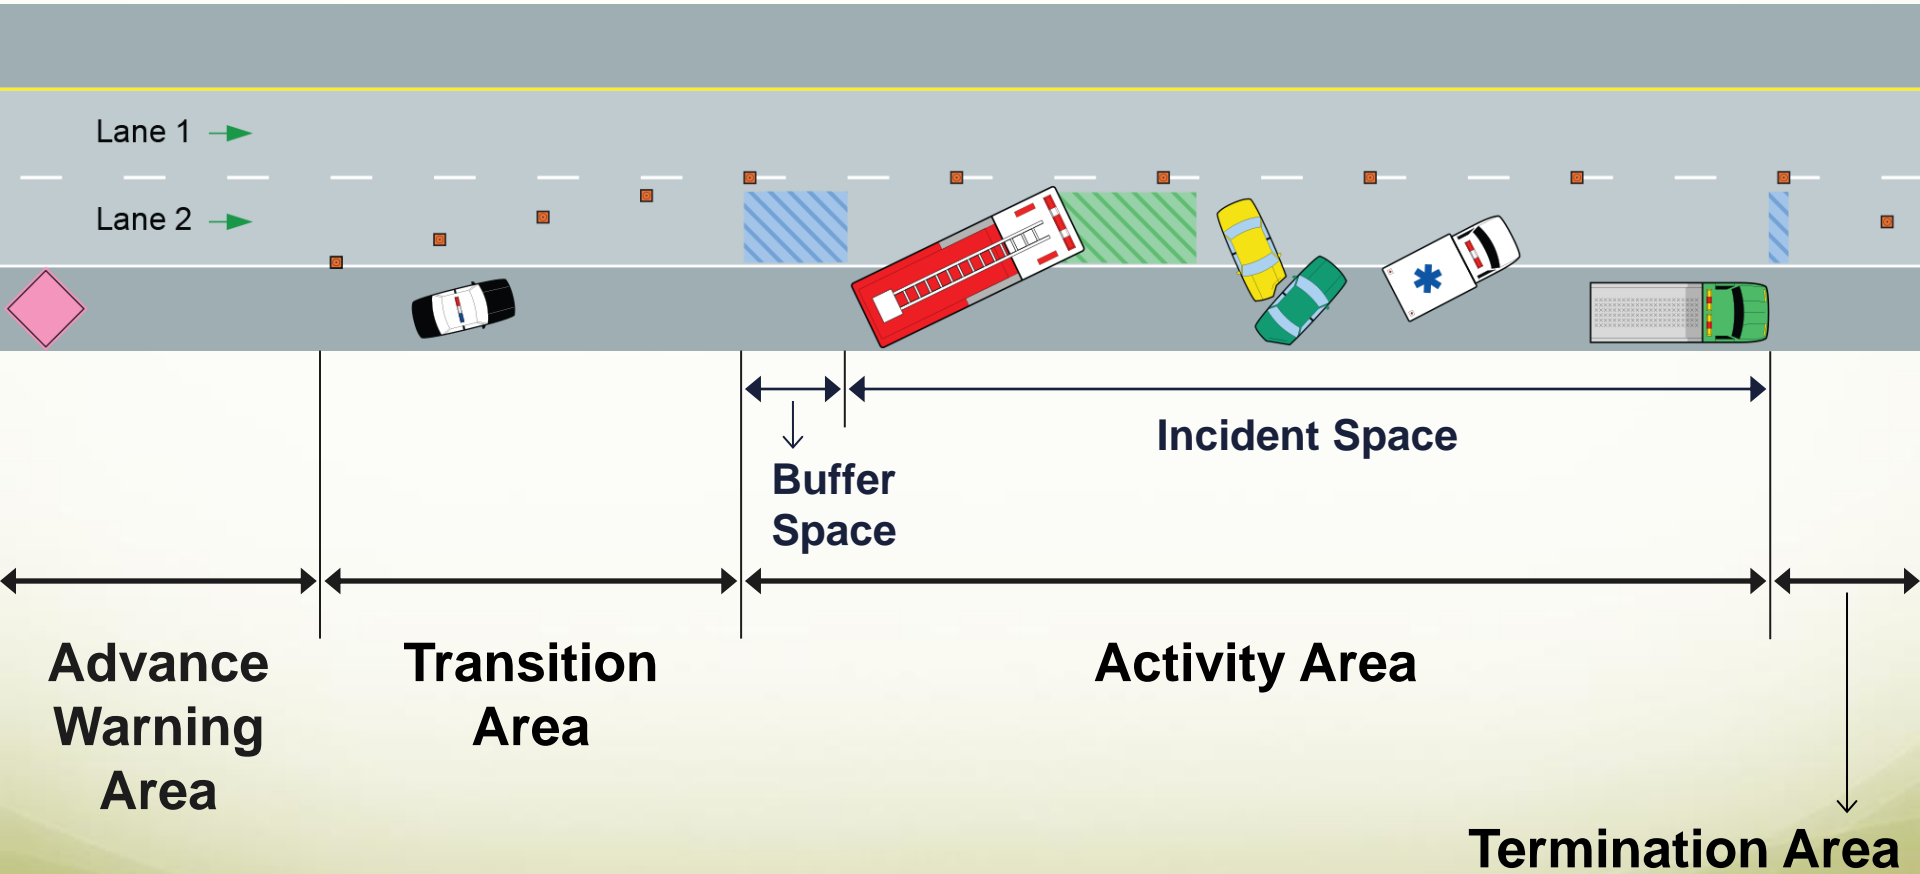 Lane 1
Lane 2
Incident Space
Buffer
Space
Advance
Warning
Area
Transition
Area
Activity Area
Termination Area